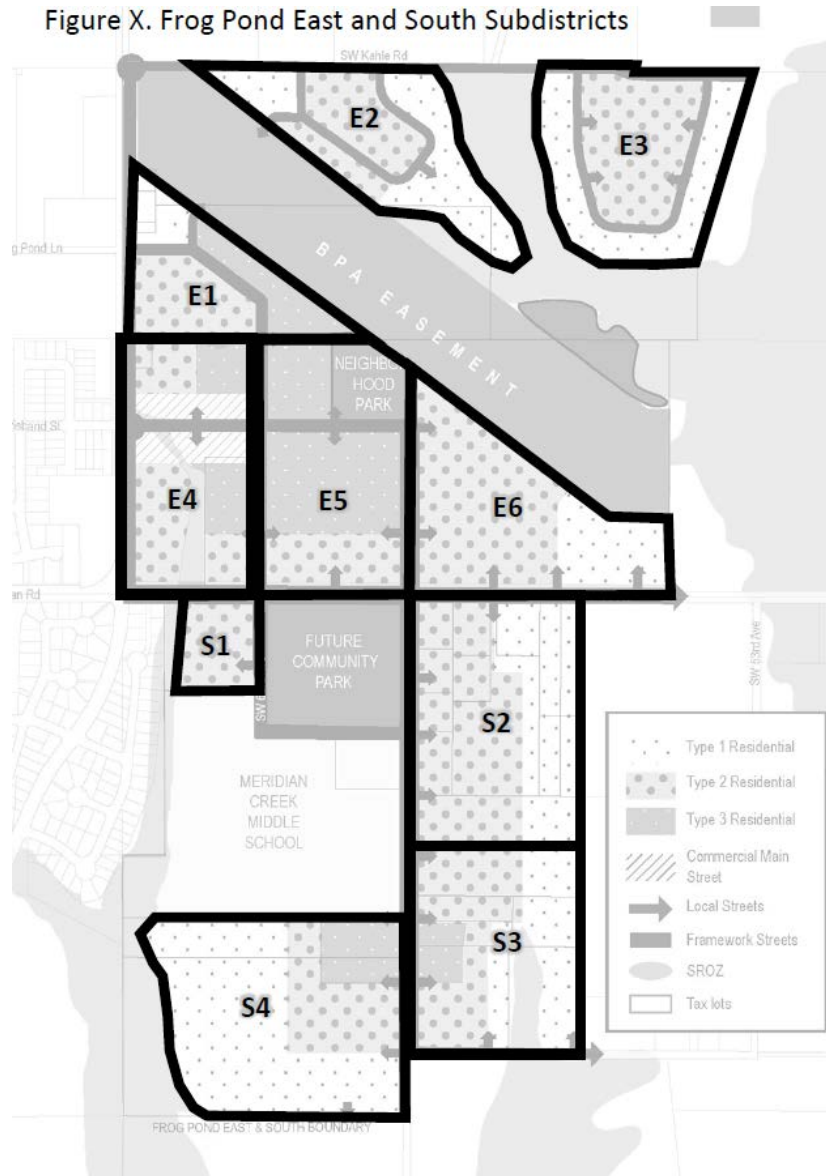 Figure X. Frog Pond East and South Subdistricts
SW Kahle Rd
E2
E3
g Pond Ln
BPA EASEMENT
E1
NEIGHBO
HOOD
PARK
E4
E5
E6
an Rd
S1
FUTURE
COMMUNITY
PARK
SW 6
S2
SW 53rd Ave
MERIDIAN
CREEK
MIDDLE
SCHOOL
Type 1 Residential
Type 2 Residential
Type 3 Residential
Commercial Main
Street
Local Streets
Framework Streets
SROZ
Tax lots
S3
S4
FROG POND EAST & SOUTH BOUNDARY